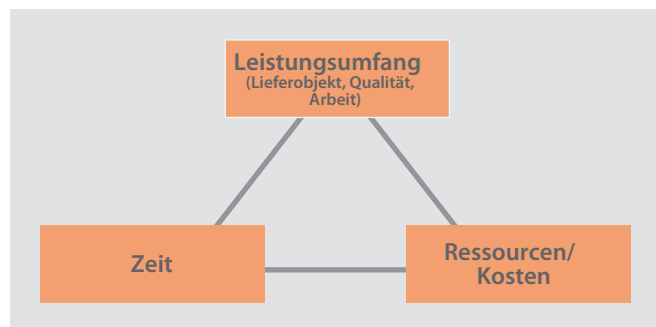 Leistungsumfang
(Lieferobjekt, Qualität,
Arbeit)
Zeit
Ressourcen/
Kosten